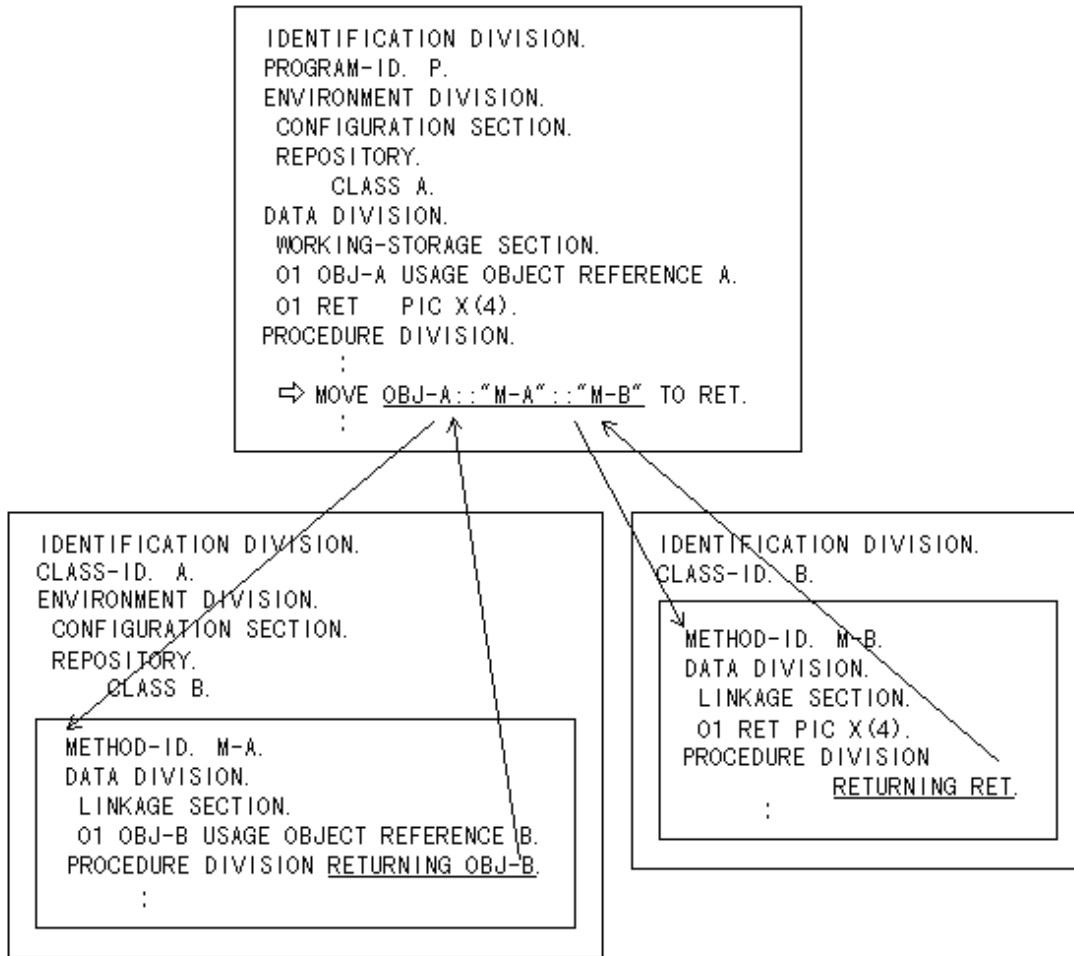 IDENTIFICATION DIVISION.
PROGRAM-ID. P.
ENVIRONMENT DIVISION.
CONFIGURATION SECTION.
REPOSITORY.
CLASS A.
DATA DIVISION.
WORKING-STORAGE SECTION.
01 OBJ-A USAGE OBJECT REFERENCE A.
01 RET PIC X(4).
PROCEDURE DIVISION.
:
⇨ MOVE OBJ-A::"M-A"::"M-B" TO RET.
:
IDENTIFICATION DIVISION.
CLASS-ID. A.
ENVIRONMENT DIVISION.
CONFIGURATION SECTION.
REPOSITORY.
CLASS B.
METHOD-ID. M-A.
DATA DIVISION.
LINKAGE SECTION.
01 OBJ-B USAGE OBJECT REFERENCE B.
PROCEDURE DIVISION RETURNING OBJ-B.
:
IDENTIFICATION DIVISION.
CLASS-ID. B.
METHOD-ID. M-B.
DATA DIVISION.
LINKAGE SECTION.
01 RET PIC X(4).
PROCEDURE DIVISION
RETURNING RET.
: